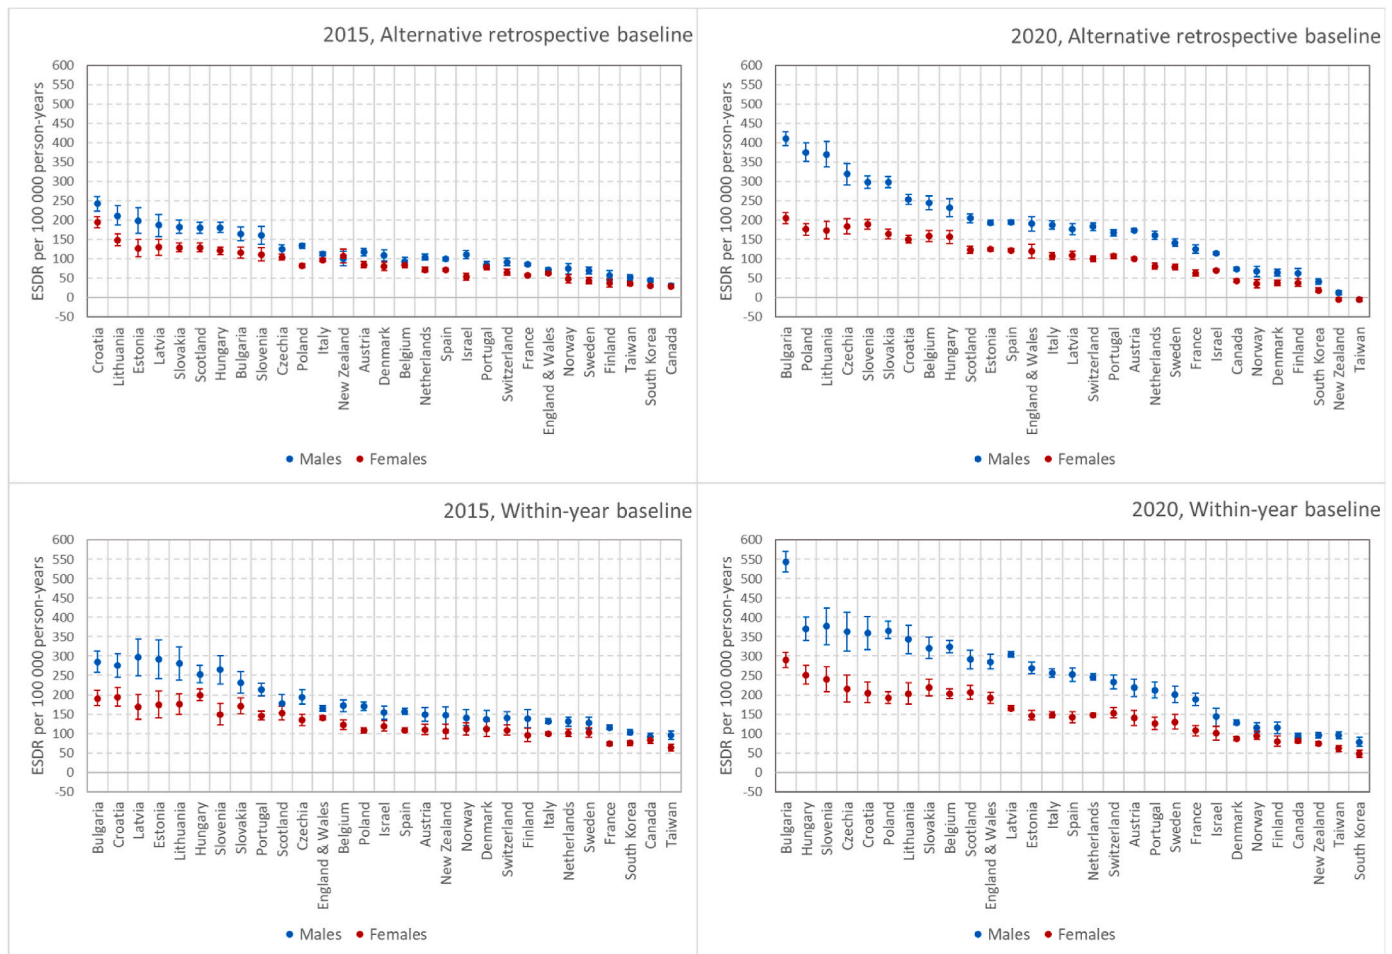 2015, Alternative retrospective baseline
ESDR per 100 000 person-years
600
550
500
450
400
350
300
250
200
150
100
50
0
-50
Croatia
Lithuania
Estonia
Latvia
Slovakia
Scotland
Hungary
Bulgaria
Slovenia
Czechia
Poland
Italy
New Zealand
Austria
Denmark
Belgium
Netherlands
Spain
Israel
Portugal
Switzerland
France
England & Wales
Norway
Sweden
Finland
Taiwan
South Korea
Canada
Males Females
2020, Alternative retrospective baseline
ESDR per 100 000 person-years
600
550
500
450
400
350
300
250
200
150
100
50
0
-50
Bulgaria
Poland
Lithuania
Czechia
Slovenia
Slovakia
Croatia
Belgium
Hungary
Scotland
Estonia
Spain
England & Wales
Italy
Latvia
Switzerland
Portugal
Austria
Netherlands
Sweden
France
Israel
Canada
Norway
Denmark
Finland
South Korea
New Zealand
Taiwan
Males Females
2015, Within-year baseline
ESDR per 100 000 person-years
600
550
500
450
400
350
300
250
200
150
100
50
0
-50
Bulgaria
Croatia
Latvia
Estonia
Lithuania
Hungary
Slovenia
Slovakia
Portugal
Scotland
Czechia
England & Wales
Belgium
Poland
Israel
Spain
Austria
New Zealand
Norway
Denmark
Switzerland
Finland
Italy
Netherlands
Sweden
France
South Korea
Canada
Taiwan
Males Females
2020, Within-year baseline
ESDR per 100 000 person-years
600
550
500
450
400
350
300
250
200
150
100
50
0
-50
Bulgaria
Hungary
Slovenia
Czechia
Croatia
Poland
Lithuania
Slovakia
Belgium
Scotland
England & Wales
Latvia
Estonia
Italy
Spain
Netherlands
Switzerland
Austria
Portugal
Sweden
France
Israel
Denmark
Norway
Finland
Canada
New Zealand
Taiwan
South Korea
Males Females